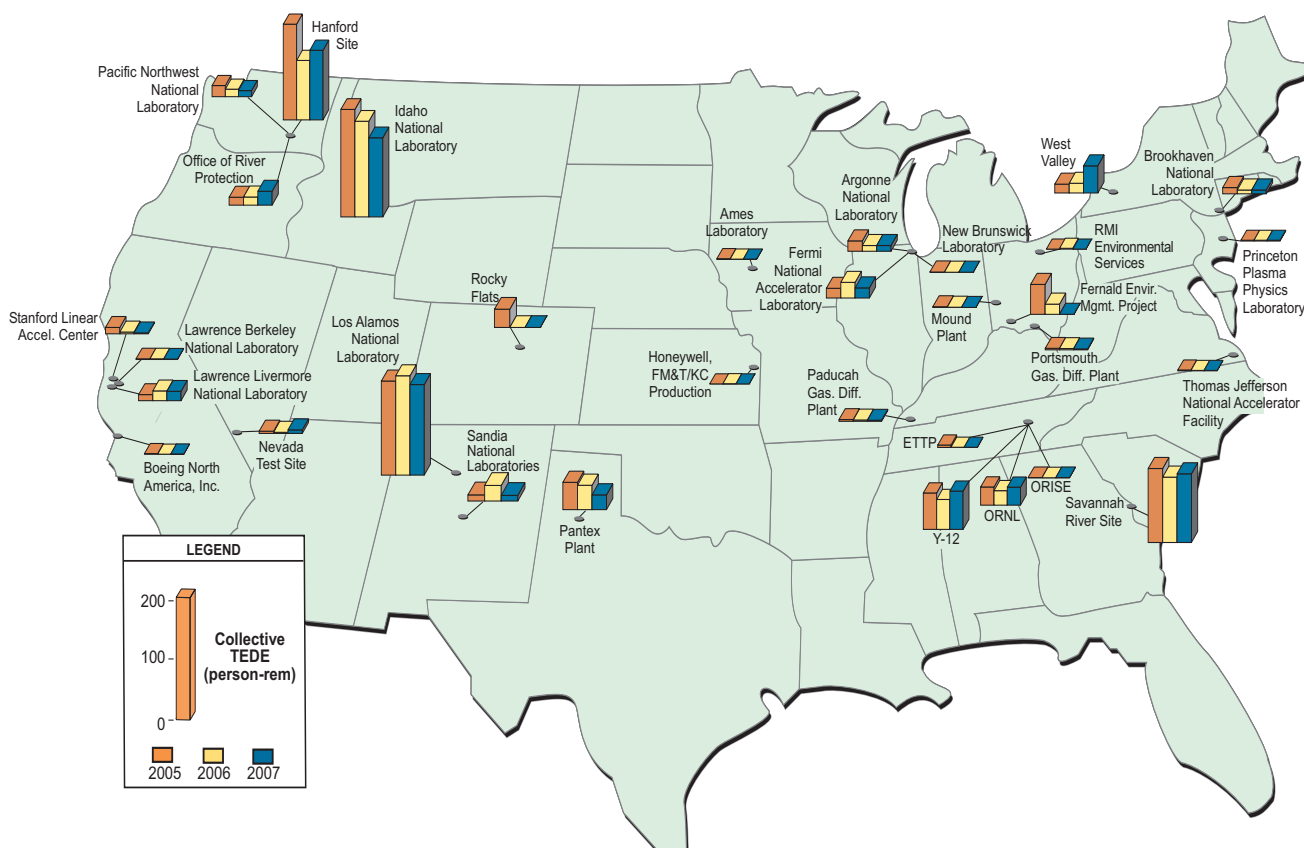 Hanford
Site
Pacific Northwest
National
Laboratory
Idaho
National
Laboratory
Office of River
Protection
West
Valley
Brookhaven
National
Laboratory
Argonne
National
Laboratory
Ames
Laboratory
New Brunswick
Laboratory
RMI
Environmental
Services
Fermi
National
Accelerator
Laboratory
Princeton
Plasma
Physics
Laboratory
Rocky
Flats
Fernald Envir.
Mgmt. Project
Mound
Plant
Stanford Linear
Accel. Center
Lawrence Berkeley
National Laboratory
Los Alamos
National
Laboratory
Lawrence Livermore
National Laboratory
Honeywell,
FM&T/KC
Production
Paducah
Gas. Diff.
Plant
Portsmouth
Gas. Diff. Plant
Thomas Jefferson
National Accelerator
Facility
Nevada
Test Site
Boeing North
America, Inc.
Sandia
National
Laboratories
ETTP
ORISE
ORNL
Y-12
Savannah
River Site
Pantex
Plant
LEGEND
200
100
0
Collective
TEDE
(person-rem)
2005 2006 2007